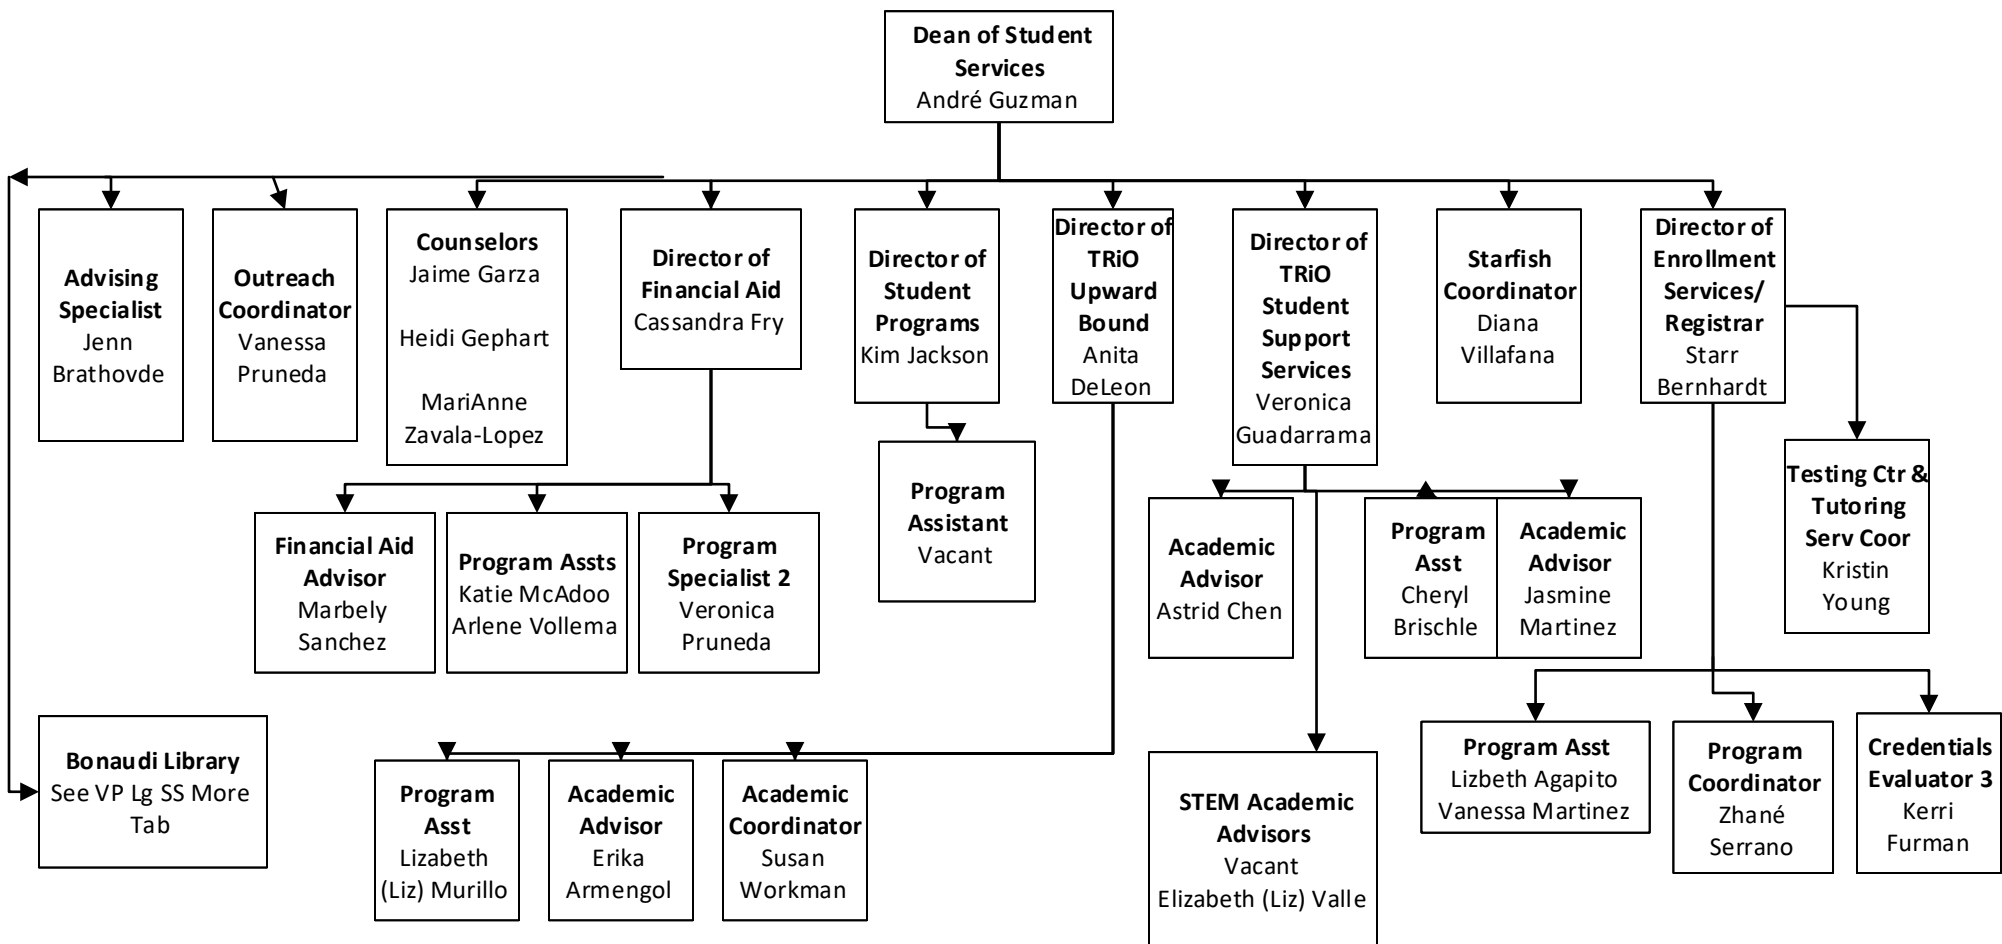 Dean of Student
Services
André Guzman
Advising
Specialist
Jenn
Brathovde
Outreach
Coordinator
Vanessa
Pruneda
Counselors
Jaime Garza
Heidi Gephart
MariAnne
Zavala-Lopez
Director of
Financial Aid
Cassandra Fry
Director of
Student
Programs
Kim Jackson
Director of
TRiO
Upward
Bound
Anita
DeLeon
Director of
TRiO
Student
Support
Services
Veronica
Guadarrama
Starfish
Coordinator
Diana
Villafana
Director of
Enrollment
Services/
Registrar
Starr
Bernhardt
Program
Assistant
Vacant
Testing Ctr &
Tutoring
Serv Coor
Kristin
Young
Financial Aid
Advisor
Marbely
Sanchez
Program Assts
Katie McAdoo
Arlene Vollema
Program
Specialist 2
Veronica
Pruneda
Academic
Advisor
Astrid Chen
Program
Asst
Cheryl
Brischle
Academic
Advisor
Jasmine
Martinez
Bonaudi Library
See VP Lg SS More
Tab
Program
Asst
Lizabeth
(Liz) Murillo
Academic
Advisor
Erika
Armengol
Academic
Coordinator
Susan
Workman
STEM Academic
Advisors
Vacant
Elizabeth (Liz) Valle
Program Asst
Lizbeth Agapito
Vanessa Martinez
Program
Coordinator
Zhané
Serrano
Credentials
Evaluator 3
Kerri
Furman